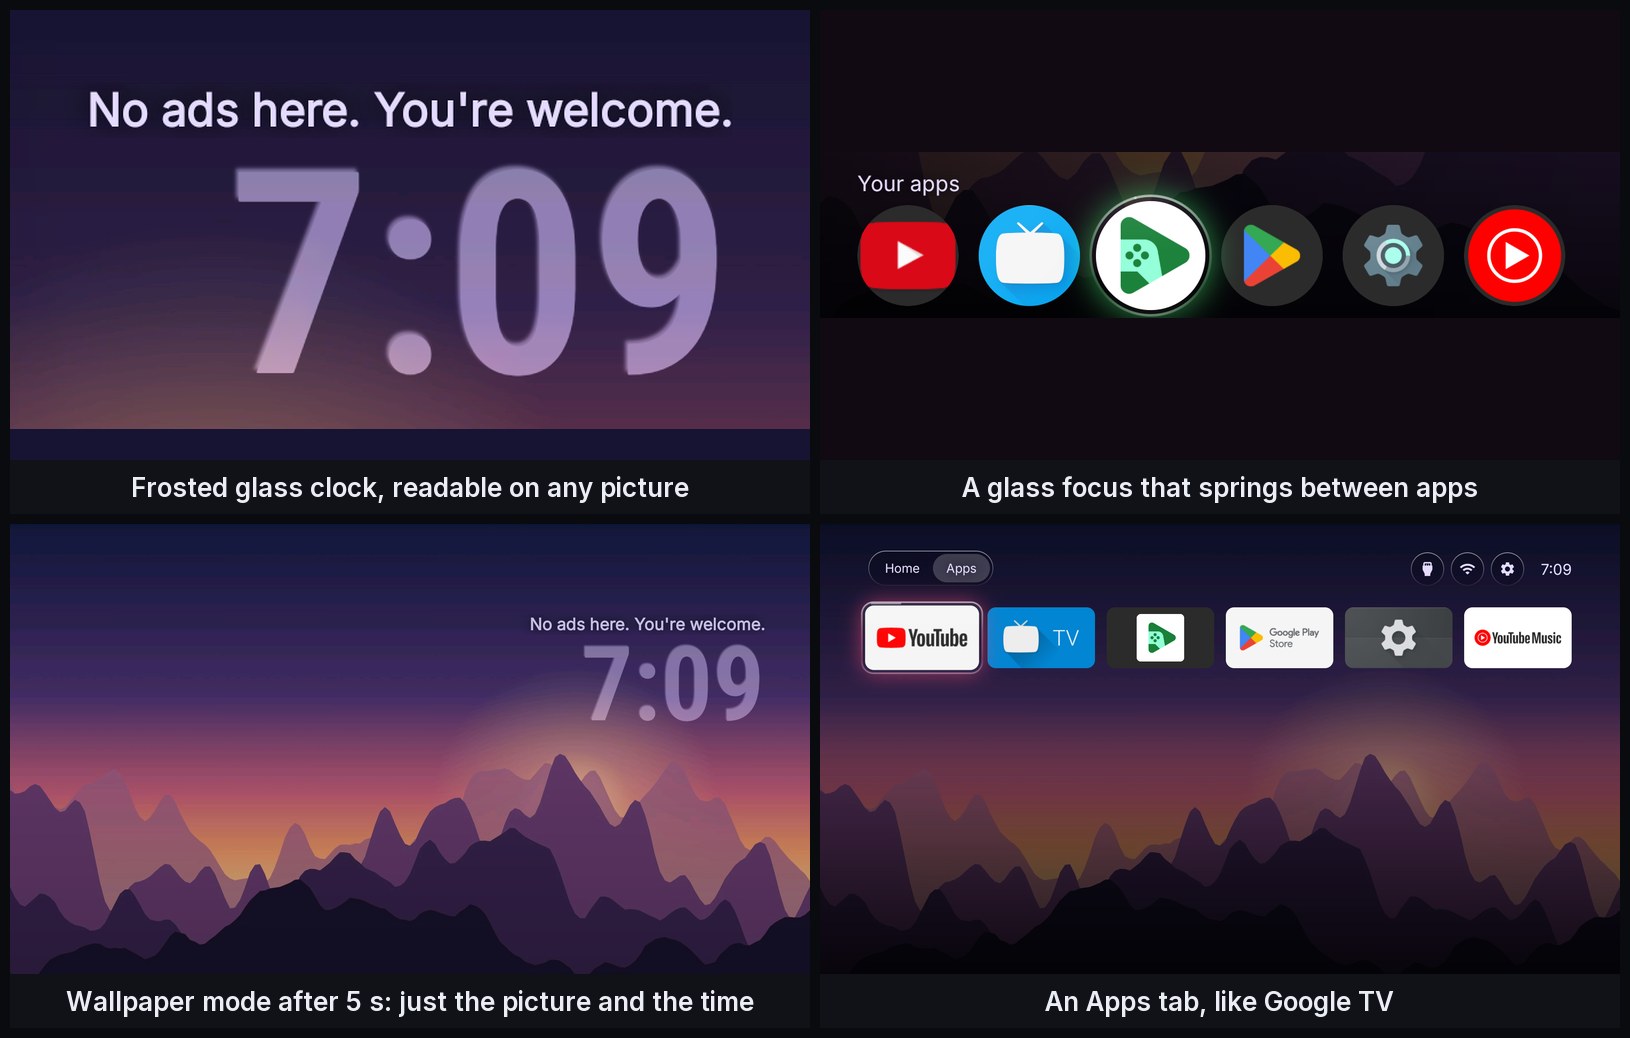 No ads here. You're welcome.
7:09
Frosted glass clock, readable on any picture
Your apps
A glass focus that springs between apps
No ads here. You're welcome.
7:09
Wallpaper mode after 5 s: just the picture and the time
Home Apps 7:09
YouTube TV Google Play Store YouTube Music
An Apps tab, like Google TV